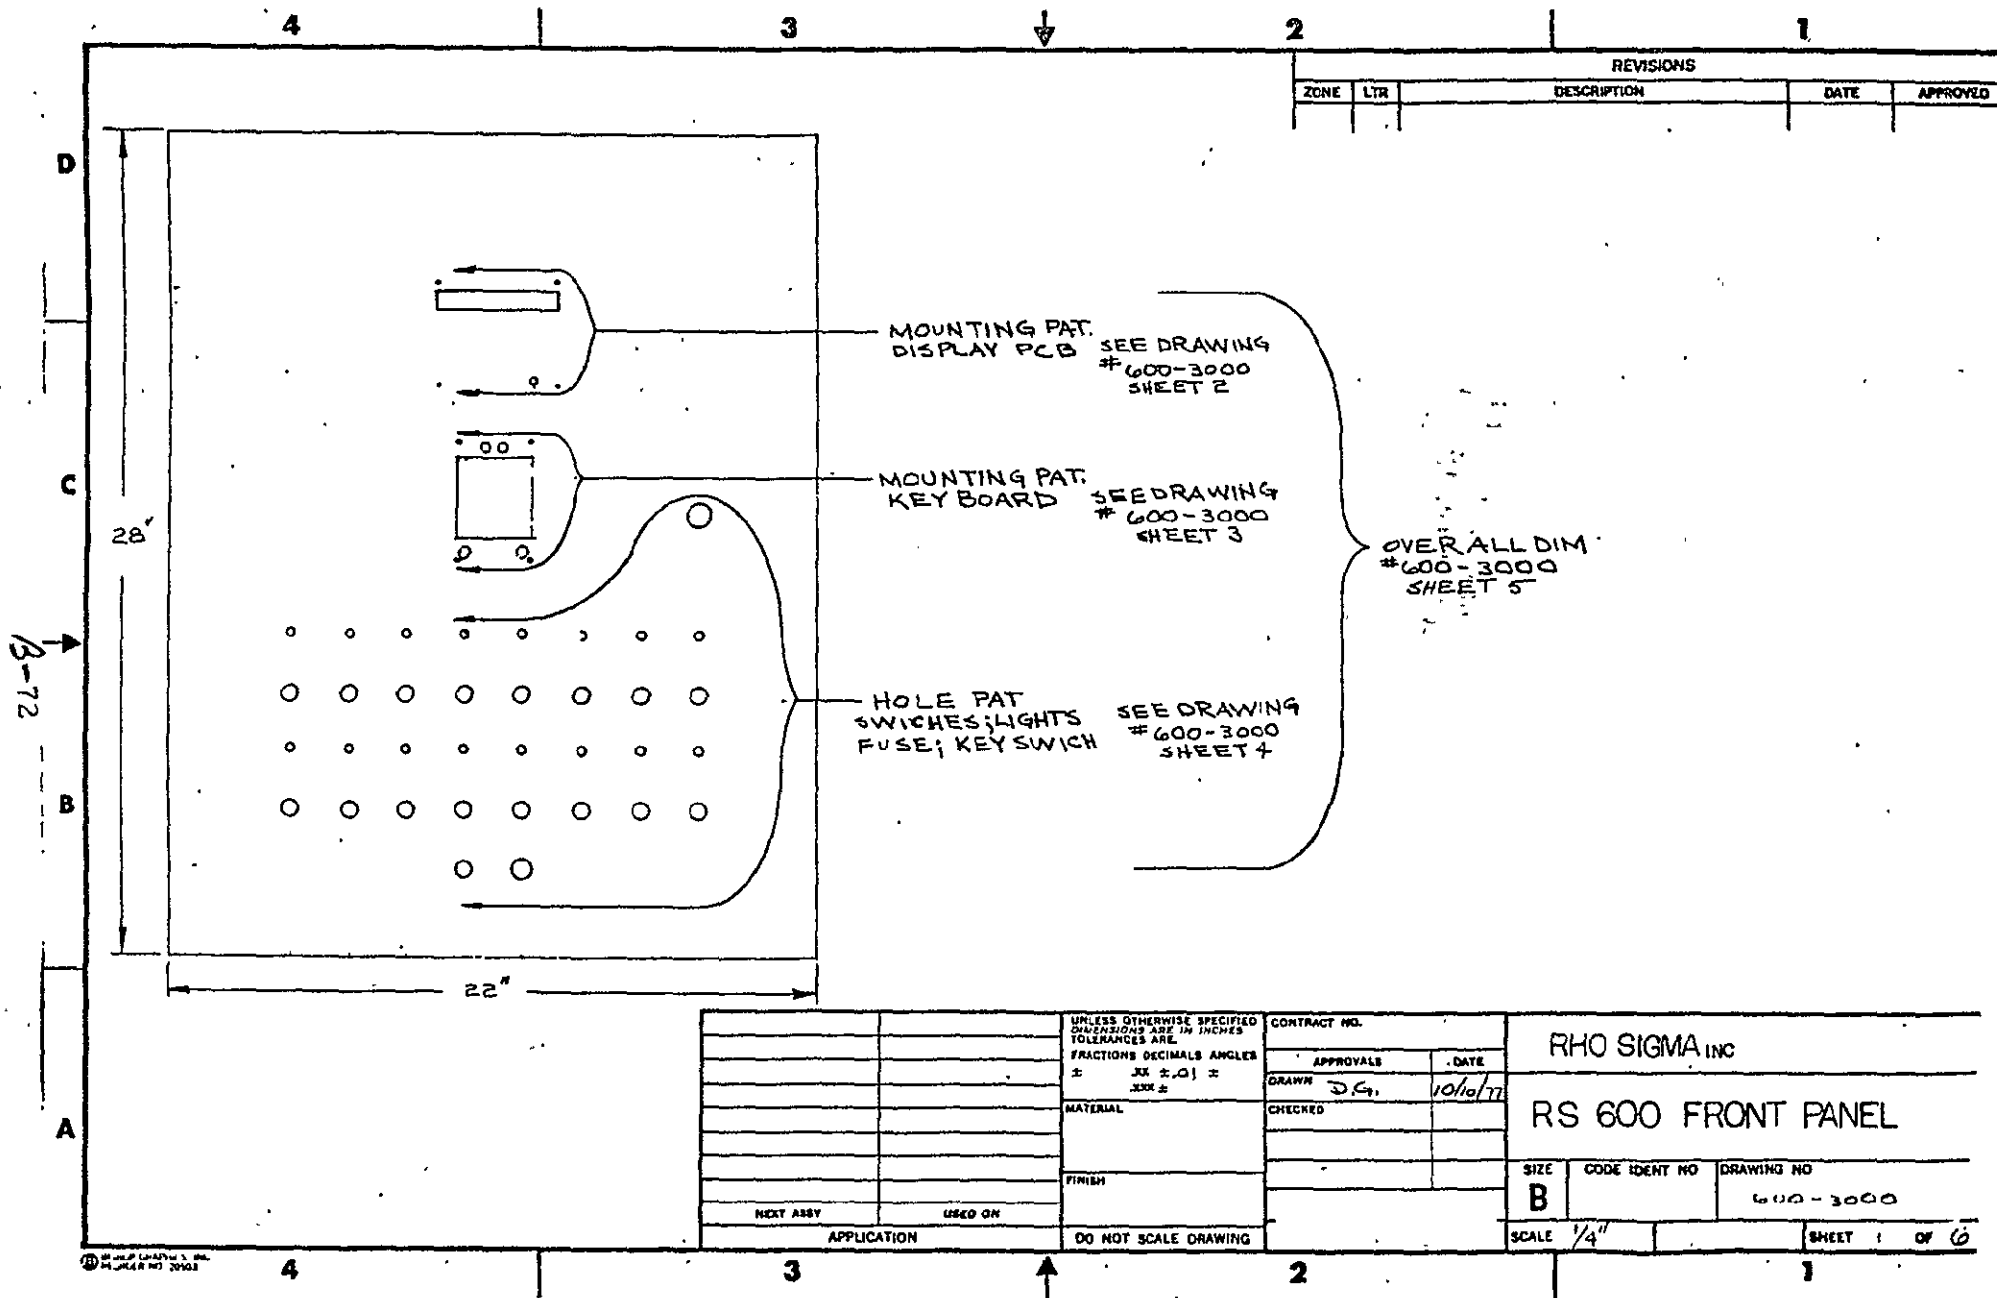 4 3 2 1
REVISIONS
ZONE LTR DESCRIPTION DATE APPROVED
D
C
B
A
28"
22"
B-72
MOUNTING PAT.
DISPLAY PCB
SEE DRAWING
#600-3000
SHEET 2
MOUNTING PAT.
KEY BOARD
SEE DRAWING
# 600-3000
SHEET 3
OVER ALL DIM
#600-3000
SHEET 5
HOLE PAT
SWICHES; LIGHTS
FUSE; KEY SWICH
SEE DRAWING
#600-3000
SHEET 4
UNLESS OTHERWISE SPECIFIED
DIMENSIONS ARE IN INCHES
TOLERANCES ARE
FRACTIONS DECIMALS ANGLES
± .XX ±.01 ±
.XXX ±
MATERIAL
FINISH
DO NOT SCALE DRAWING
NEXT ASSY USED ON
APPLICATION
CONTRACT NO.
APPROVALS DATE
DRAWN D.G. 10/10/77
CHECKED
RHO SIGMA INC
RS 600 FRONT PANEL
SIZE
B
CODE IDENT NO
DRAWING NO
600-3000
SCALE 1/4"
SHEET 1 OF 6
4 3 2 1